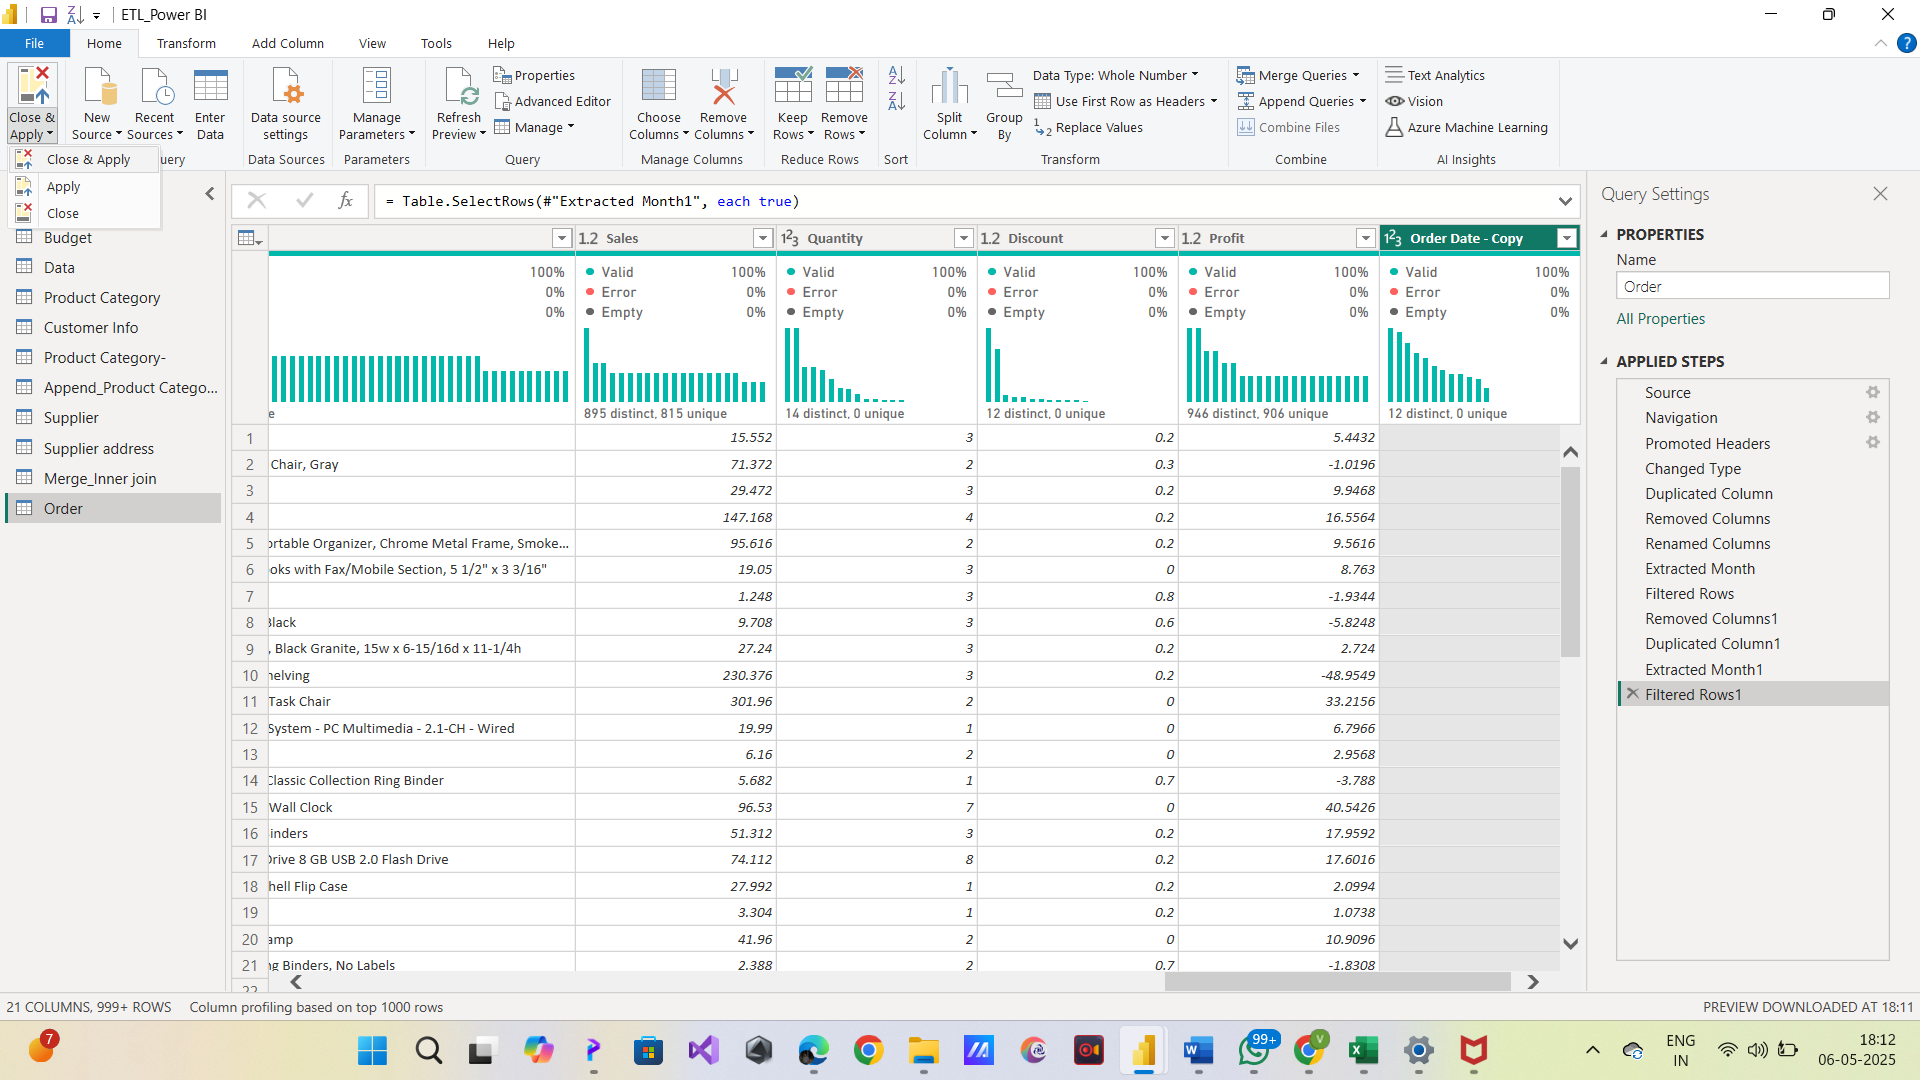 ETL_Power BI
File
Home
Transform
Add Column
View
Tools
Help
Close &
Apply
New
Source
Recent
Sources
Enter
Data
Data source
settings
Data Sources
Manage
Parameters
Parameters
Refresh
Preview
Properties
Advanced Editor
Manage
Query
Choose
Columns
Remove
Columns
Manage Columns
Keep
Rows
Remove
Rows
Reduce Rows
Sort
Split
Column
Group
By
Data Type: Whole Number
Use First Row as Headers
Replace Values
Transform
Merge Queries
Append Queries
Combine Files
Combine
Text Analytics
Vision
Azure Machine Learning
AI Insights
Close & Apply
Apply
Close
Budget
Data
Product Category
Customer Info
Product Category-
Append_Product Catego...
Supplier
Supplier address
Merge_Inner join
Order
= Table.SelectRows(#"Extracted Month1", each true)
1.2 Sales
1²3 Quantity
1.2 Discount
1.2 Profit
1²3 Order Date - Copy
100%
0%
0%
Valid 100%
Error 0%
Empty 0%
895 distinct, 815 unique
Valid 100%
Error 0%
Empty 0%
14 distinct, 0 unique
Valid 100%
Error 0%
Empty 0%
12 distinct, 0 unique
Valid 100%
Error 0%
Empty 0%
946 distinct, 906 unique
Valid 100%
Error 0%
Empty 0%
12 distinct, 0 unique
1 15.552 3 0.2 5.4432
2 Chair, Gray 71.372 2 0.3 -1.0196
3 29.472 3 0.2 9.9468
4 147.168 4 0.2 16.5564
5 ortable Organizer, Chrome Metal Frame, Smoke... 95.616 2 0.2 9.5616
6 oks with Fax/Mobile Section, 5 1/2" x 3 3/16" 19.05 3 0 8.763
7 1.248 3 0.8 -1.9344
8 Black 9.708 3 0.6 -5.8248
9 , Black Granite, 15w x 6-15/16d x 11-1/4h 27.24 3 0.2 2.724
10 helving 230.376 3 0.2 -48.9549
11 Task Chair 301.96 2 0 33.2156
12 System - PC Multimedia - 2.1-CH - Wired 19.99 1 0 6.7966
13 6.16 2 0 2.9568
14 Classic Collection Ring Binder 5.682 1 0.7 -3.788
15 Wall Clock 96.53 7 0 40.5426
16 inders 51.312 3 0.2 17.9592
17 Drive 8 GB USB 2.0 Flash Drive 74.112 8 0.2 17.6016
18 hell Flip Case 27.992 1 0.2 2.0994
19 3.304 1 0.2 1.0738
20 amp 41.96 2 0 10.9096
21 ng Binders, No Labels 2.388 2 0.7 -1.8308
22
Query Settings
PROPERTIES
Name
Order
All Properties
APPLIED STEPS
Source
Navigation
Promoted Headers
Changed Type
Duplicated Column
Removed Columns
Renamed Columns
Extracted Month
Filtered Rows
Removed Columns1
Duplicated Column1
Extracted Month1
Filtered Rows1
21 COLUMNS, 999+ ROWS
Column profiling based on top 1000 rows
PREVIEW DOWNLOADED AT 18:11
7
99+
V
ENG
IN
18:12
06-05-2025